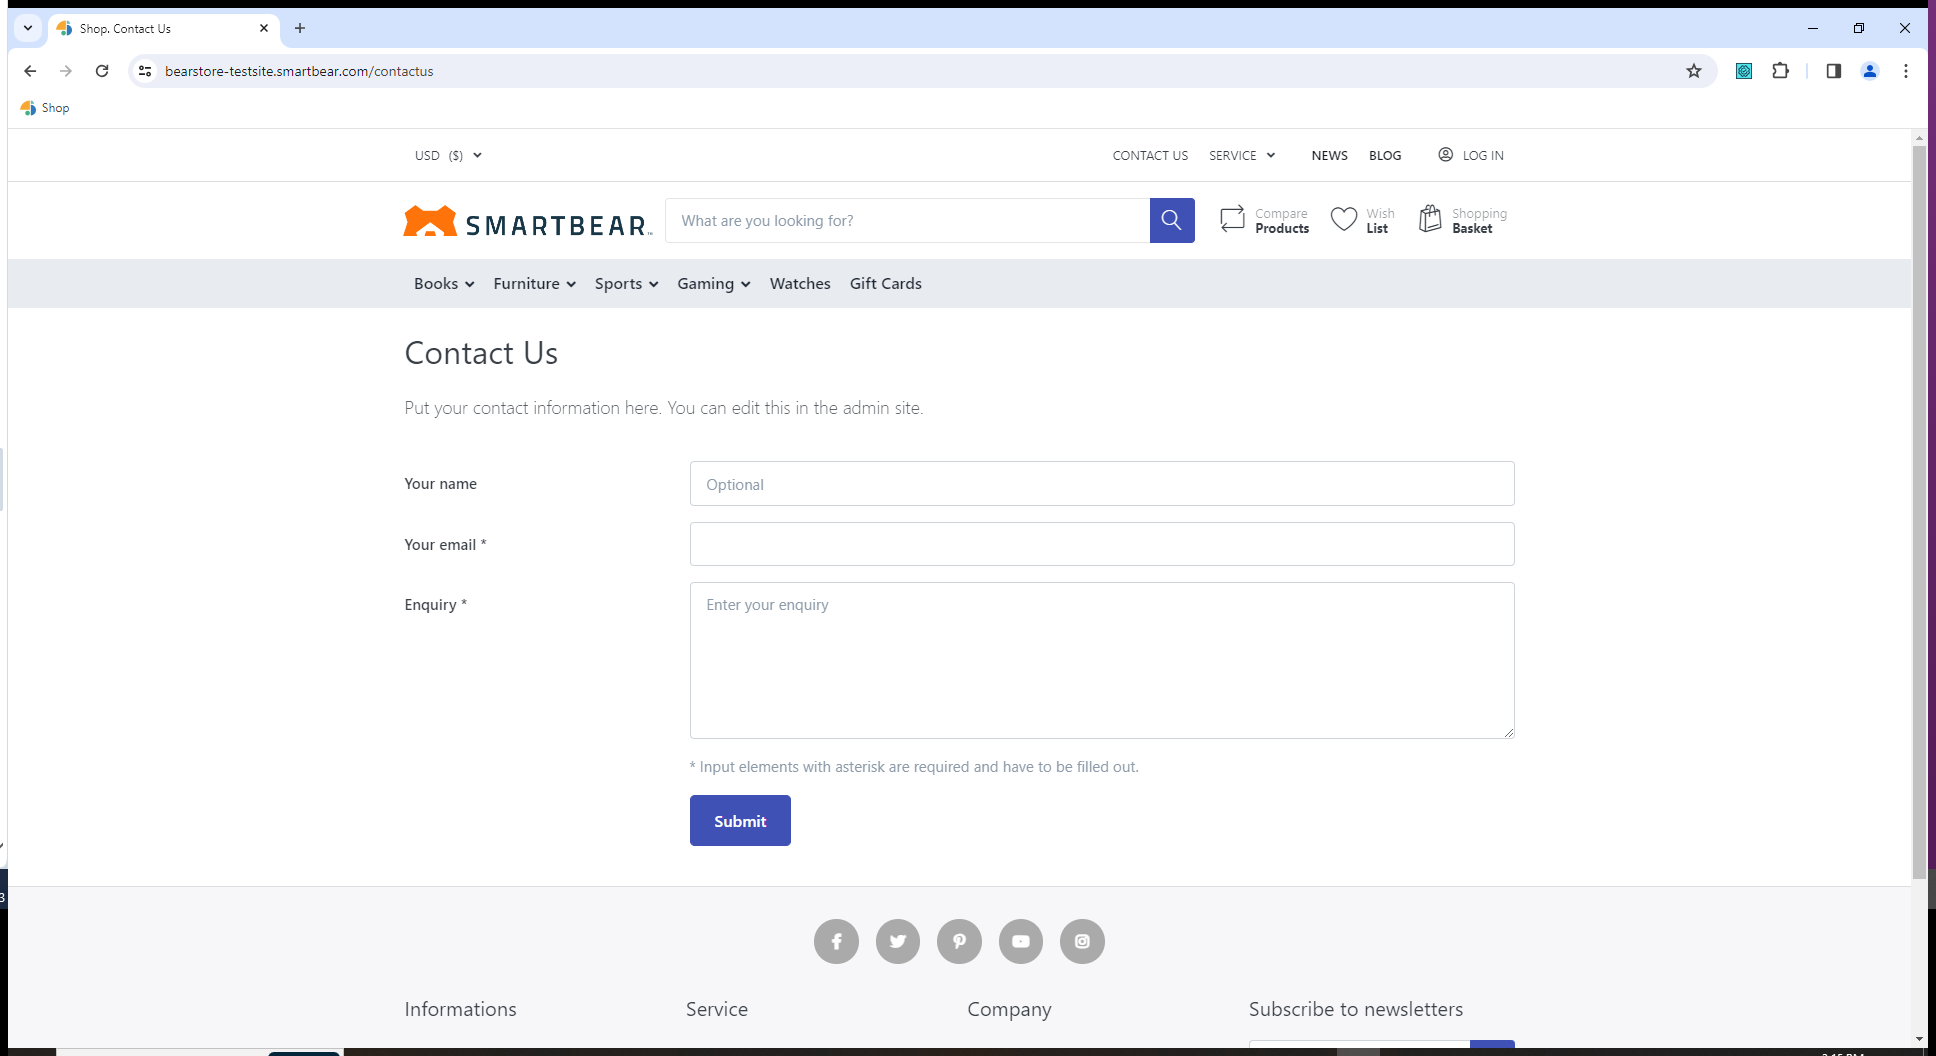 Shop. Contact Us
bearstore-testsite.smartbear.com/contactus
Shop
USD ($)
CONTACT US SERVICE NEWS BLOG LOG IN
SMARTBEAR
What are you looking for?
Compare Products
Wish List
Shopping Basket
Books Furniture Sports Gaming Watches Gift Cards
Contact Us
Put your contact information here. You can edit this in the admin site.
Your name
Optional
Your email *
Enquiry *
Enter your enquiry
* Input elements with asterisk are required and have to be filled out.
Submit
3
Informations Service Company Subscribe to newsletters